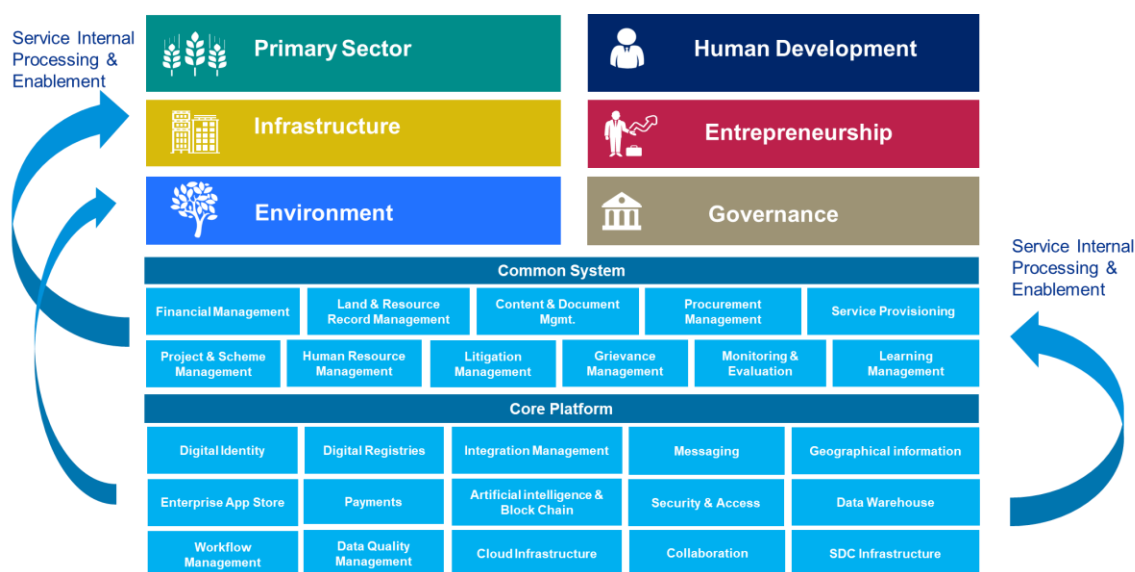 Service Internal
Processing &
Enablement
Primary Sector
Human Development
Infrastructure
Entrepreneurship
Environment
Governance
Service Internal
Processing &
Enablement
Common System
Financial Management
Land & Resource
Record Management
Content & Document
Mgmt.
Procurement
Management
Service Provisioning
Project & Scheme
Management
Human Resource
Management
Litigation
Management
Grievance
Management
Monitoring &
Evaluation
Learning
Management
Core Platform
Digital Identity
Digital Registries
Integration Management
Messaging
Geographical information
Enterprise App Store
Payments
Artificial intelligence &
Block Chain
Security & Access
Data Warehouse
Workflow
Management
Data Quality
Management
Cloud Infrastructure
Collaboration
SDC Infrastructure